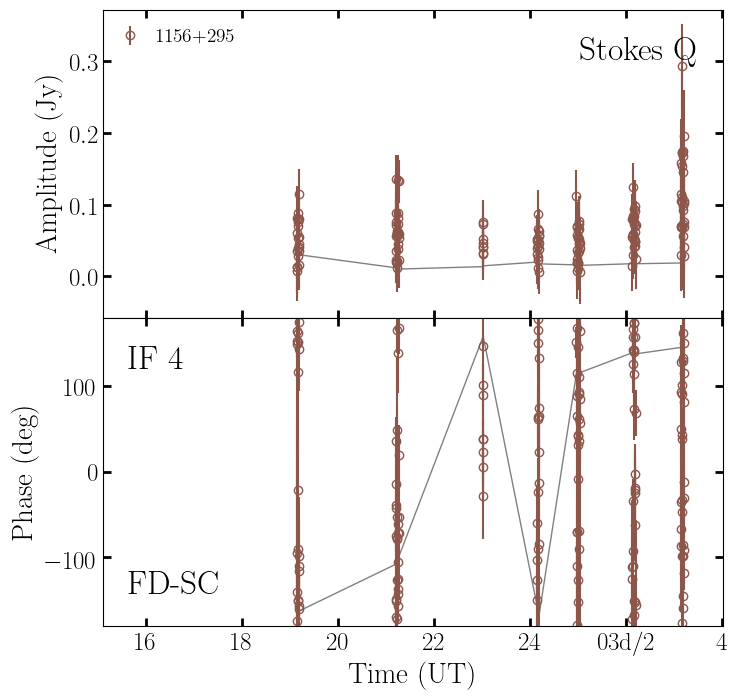 1156+295
Stokes Q
0.3
0.2
0.1
0.0
Amplitude (Jy)
IF 4
100
0
−100
Phase (deg)
FD-SC
16 18 20 22 24 03d/2 4
Time (UT)